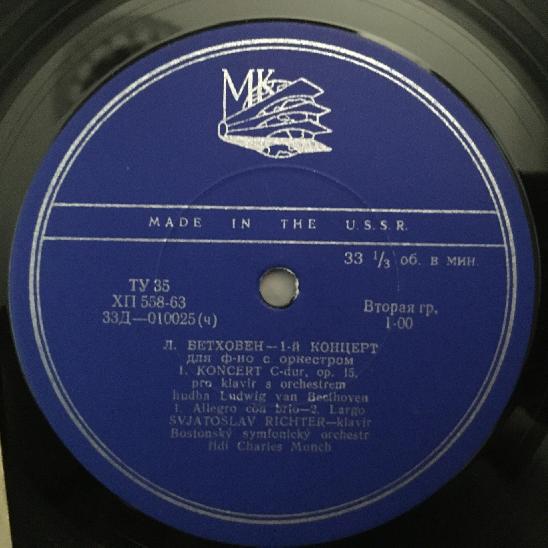 МК
MADE IN THE U.S.S.R.
33 1/3 об. в мин.
ТУ 35
ХП 558-63
33Д—010025(ч)
Вторая гр.
1-00
Л. БЕТХОВЕН—1-й КОНЦЕРТ
для ф-но с оркестром
1. KONCERT C-dur, op. 15,
pro klavír s orchestrem
hudba Ludwig van Beethoven
1. Allegro con brio—2. Largo
SVJATOSLAV RICHTER—klavír
Bostonský symfonický orchestr
řídí Charles Munch